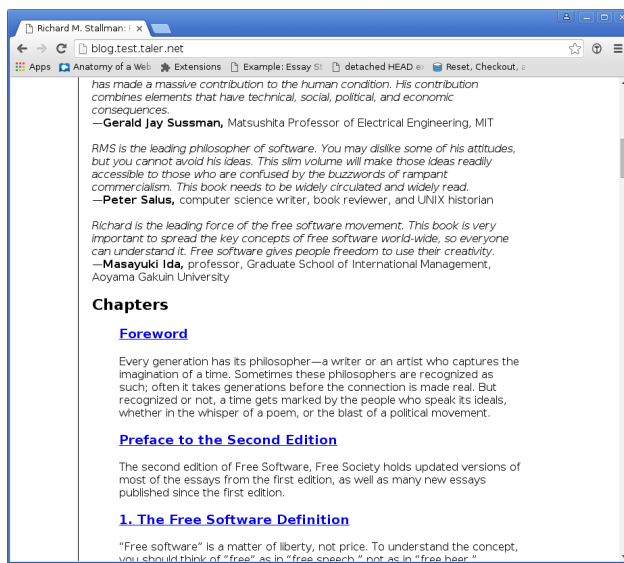 Richard M. Stallman: F
blog.test.taler.net
Apps Anatomy of a Web Extensions Example: Essay St detached HEAD Reset, Checkout,
has made a massive contribution to the human condition. His contribution
combines elements that have technical, social, political, and economic
consequences.
—Gerald Jay Sussman, Matsushita Professor of Electrical Engineering, MIT
RMS is the leading philosopher of software. You may dislike some of his attitudes,
but you cannot avoid his ideas. This slim volume will make those ideas readily
accessible to those who are confused by the buzzwords of rampant
commercialism. This book needs to be widely circulated and widely read.
—Peter Salus, computer science writer, book reviewer, and UNIX historian
Richard is the leading force of the free software movement. This book is very
important to spread the key concepts of free software world-wide, so everyone
can understand it. Free software gives people freedom to use their creativity.
—Masayuki Ida, professor, Graduate School of International Management,
Aoyama Gakuin University
Chapters
Foreword
Every generation has its philosopher—a writer or an artist who captures the
imagination of a time. Sometimes these philosophers are recognized as
such; often it takes generations before the connection is made real. But
recognized or not, a time gets marked by the people who speak its ideals,
whether in the whisper of a poem, or the blast of a political movement.
Preface to the Second Edition
The second edition of Free Software, Free Society holds updated versions of
most of the essays from the first edition, as well as many new essays
published since the first edition.
1. The Free Software Definition
“Free software” is a matter of liberty, not price. To understand the concept,
you should think of “free” as in “free speech,” not as in “free beer.”